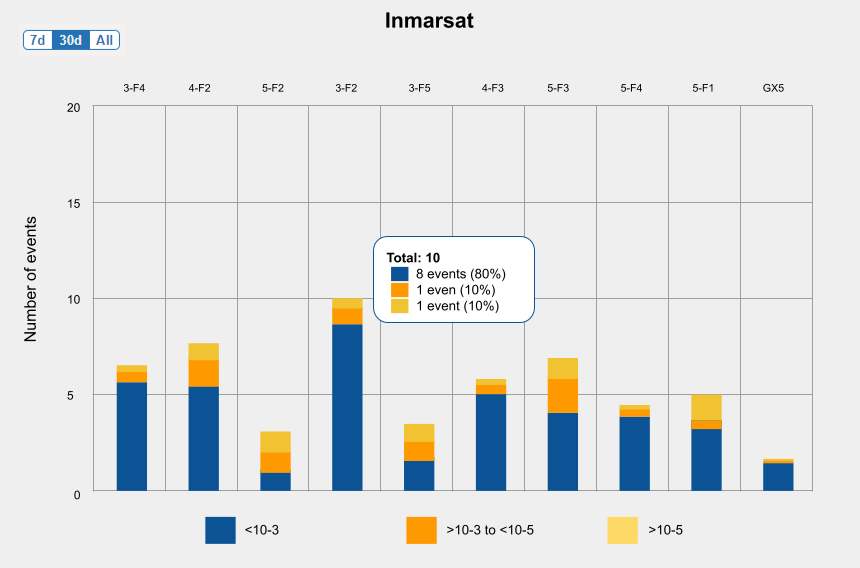 Inmarsat
7d 30d All
3-F4 4-F2 5-F2 3-F2 3-F5 4-F3 5-F3 5-F4 5-F1 GX5
20
15
10
5
0
Number of events
Total: 10
8 events (80%)
1 even (10%)
1 event (10%)
<10-3 >10-3 to <10-5 >10-5